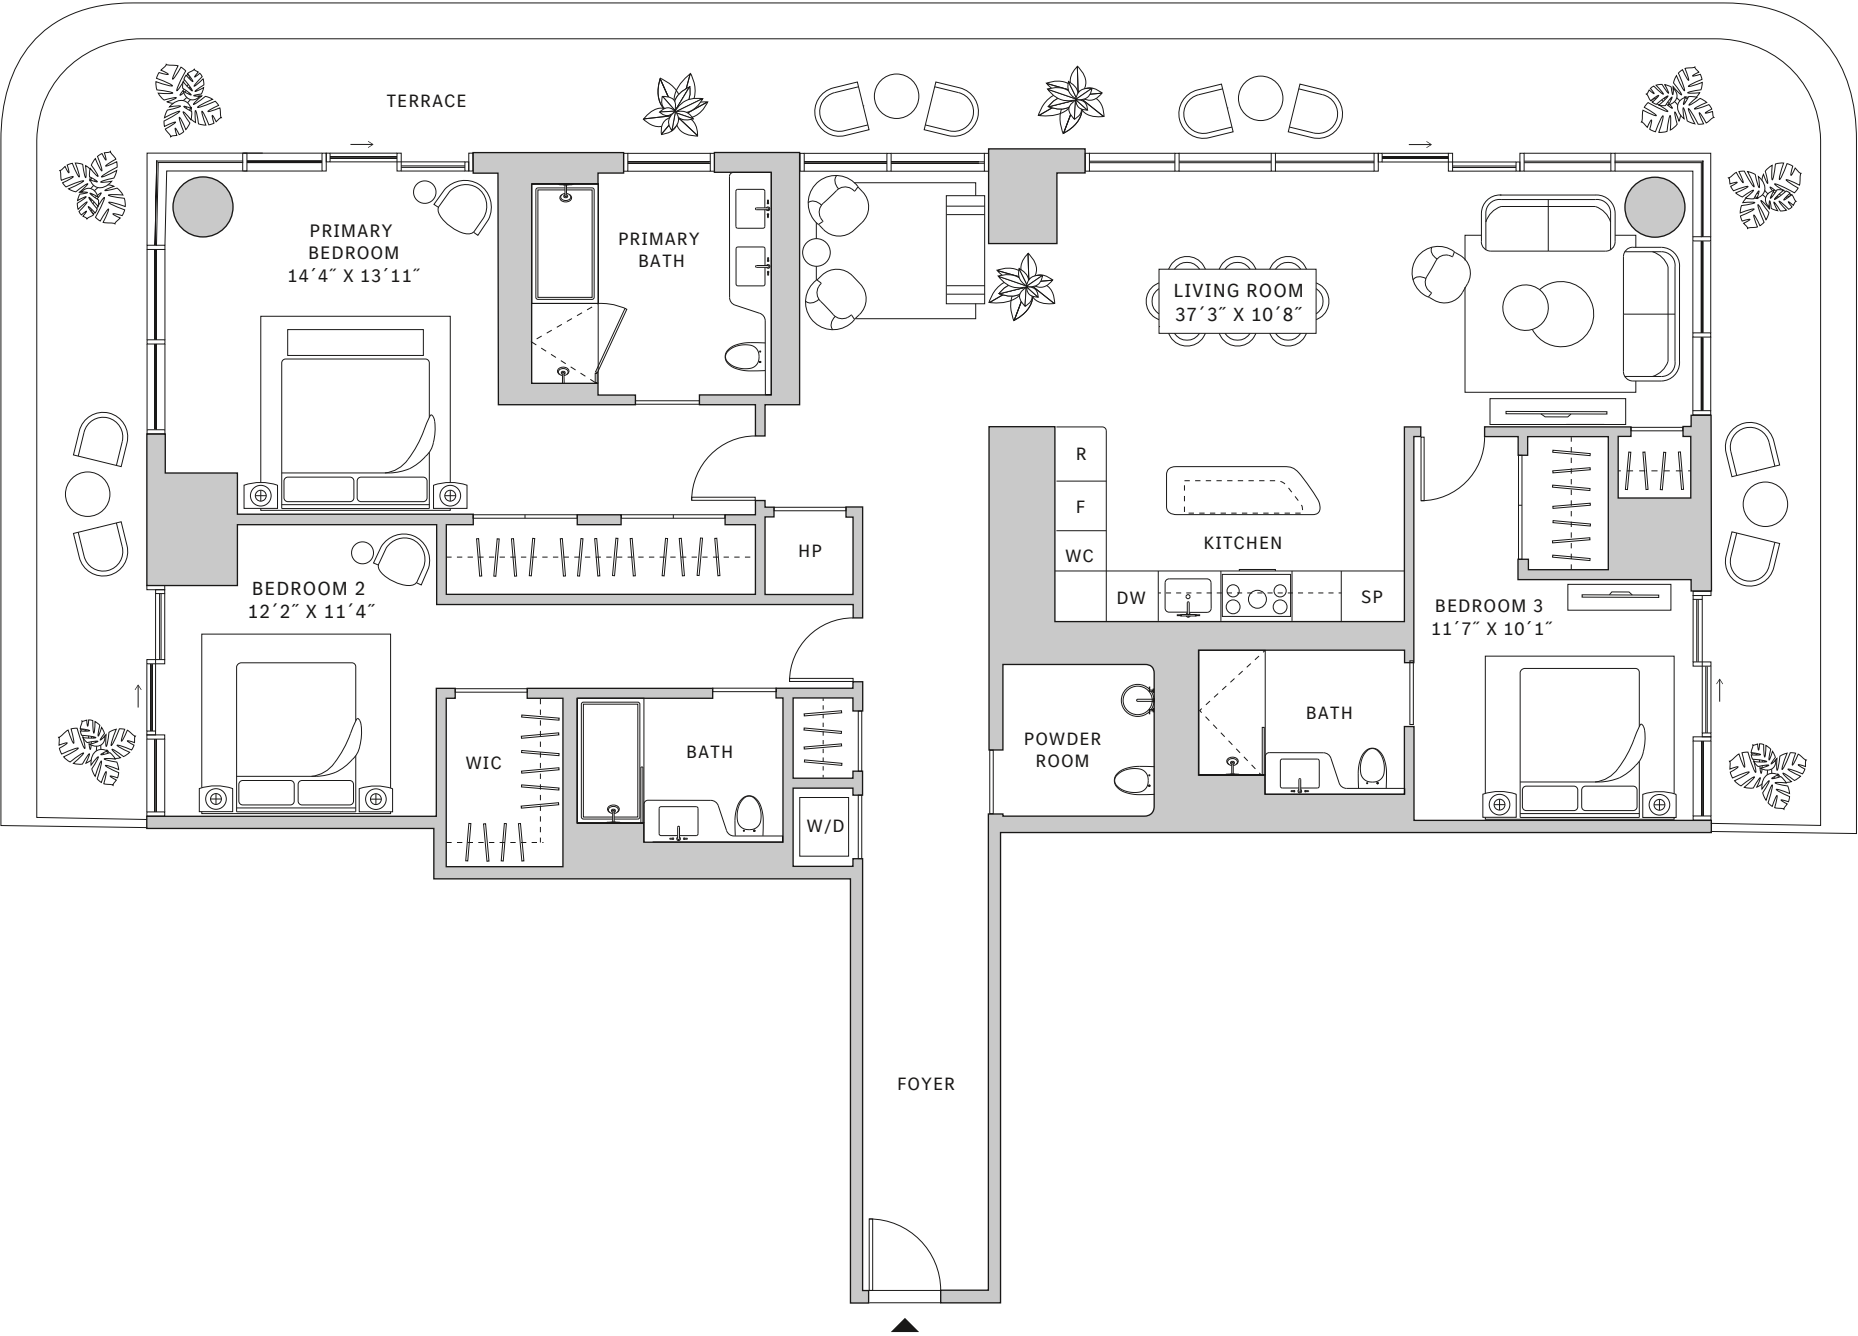 TERRACE
PRIMARY
BEDROOM
14´4˝ X 13´11˝
PRIMARY
BATH
LIVING ROOM
37´3˝ X 10´8˝
R
F
WC
KITCHEN
DW
SP
HP
BEDROOM 2
12´2˝ X 11´4˝
BEDROOM 3
11´7˝ X 10´1˝
WIC
BATH
W/D
POWDER
ROOM
BATH
FOYER